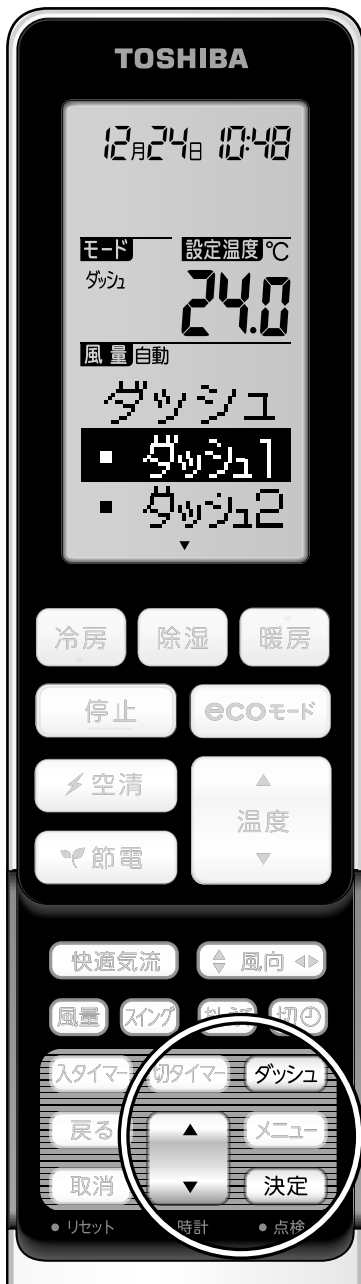 TOSHIBA
12月24日 10:48
モード 設定温度 ℃
ダッシュ 24.0
風量 自動
ダッシュ
▪ ダッシュ1
▪ ダッシュ2
▼
冷房 除湿 暖房
停止 ecoモード
空清 ▲
温度
節電 ▼
快適気流 風向
風量 スイング 切
入タイマー 切タイマー ダッシュ
戻る ▲ メニュー
取消 ▼ 決定
• リセット 時計 • 点検